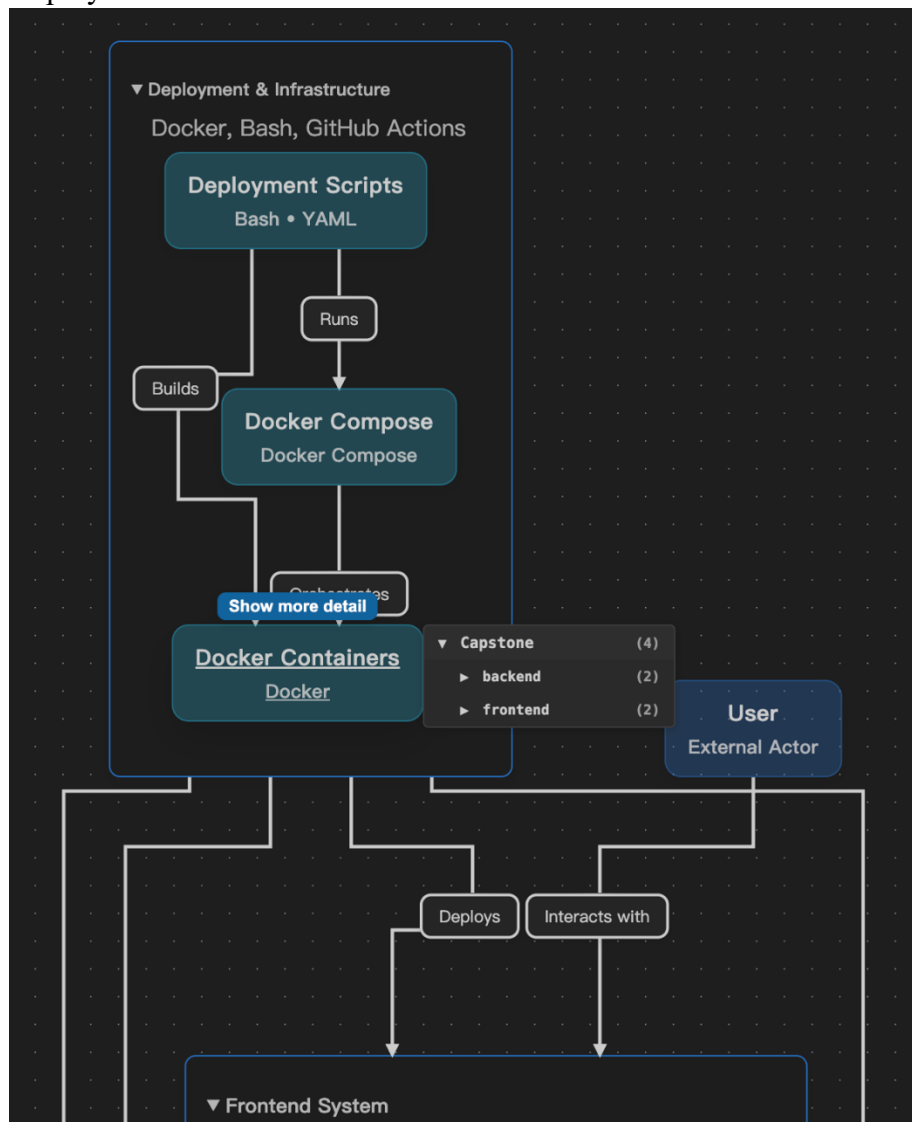 ▼ Deployment & Infrastructure
Docker, Bash, GitHub Actions
Deployment Scripts
Bash • YAML
Runs
Builds
Docker Compose
Docker Compose
Orchestrates
Show more detail
Docker Containers
Docker
▼ Capstone (4)
▶ backend (2)
▶ frontend (2)
User
External Actor
Deploys
Interacts with
▼ Frontend System